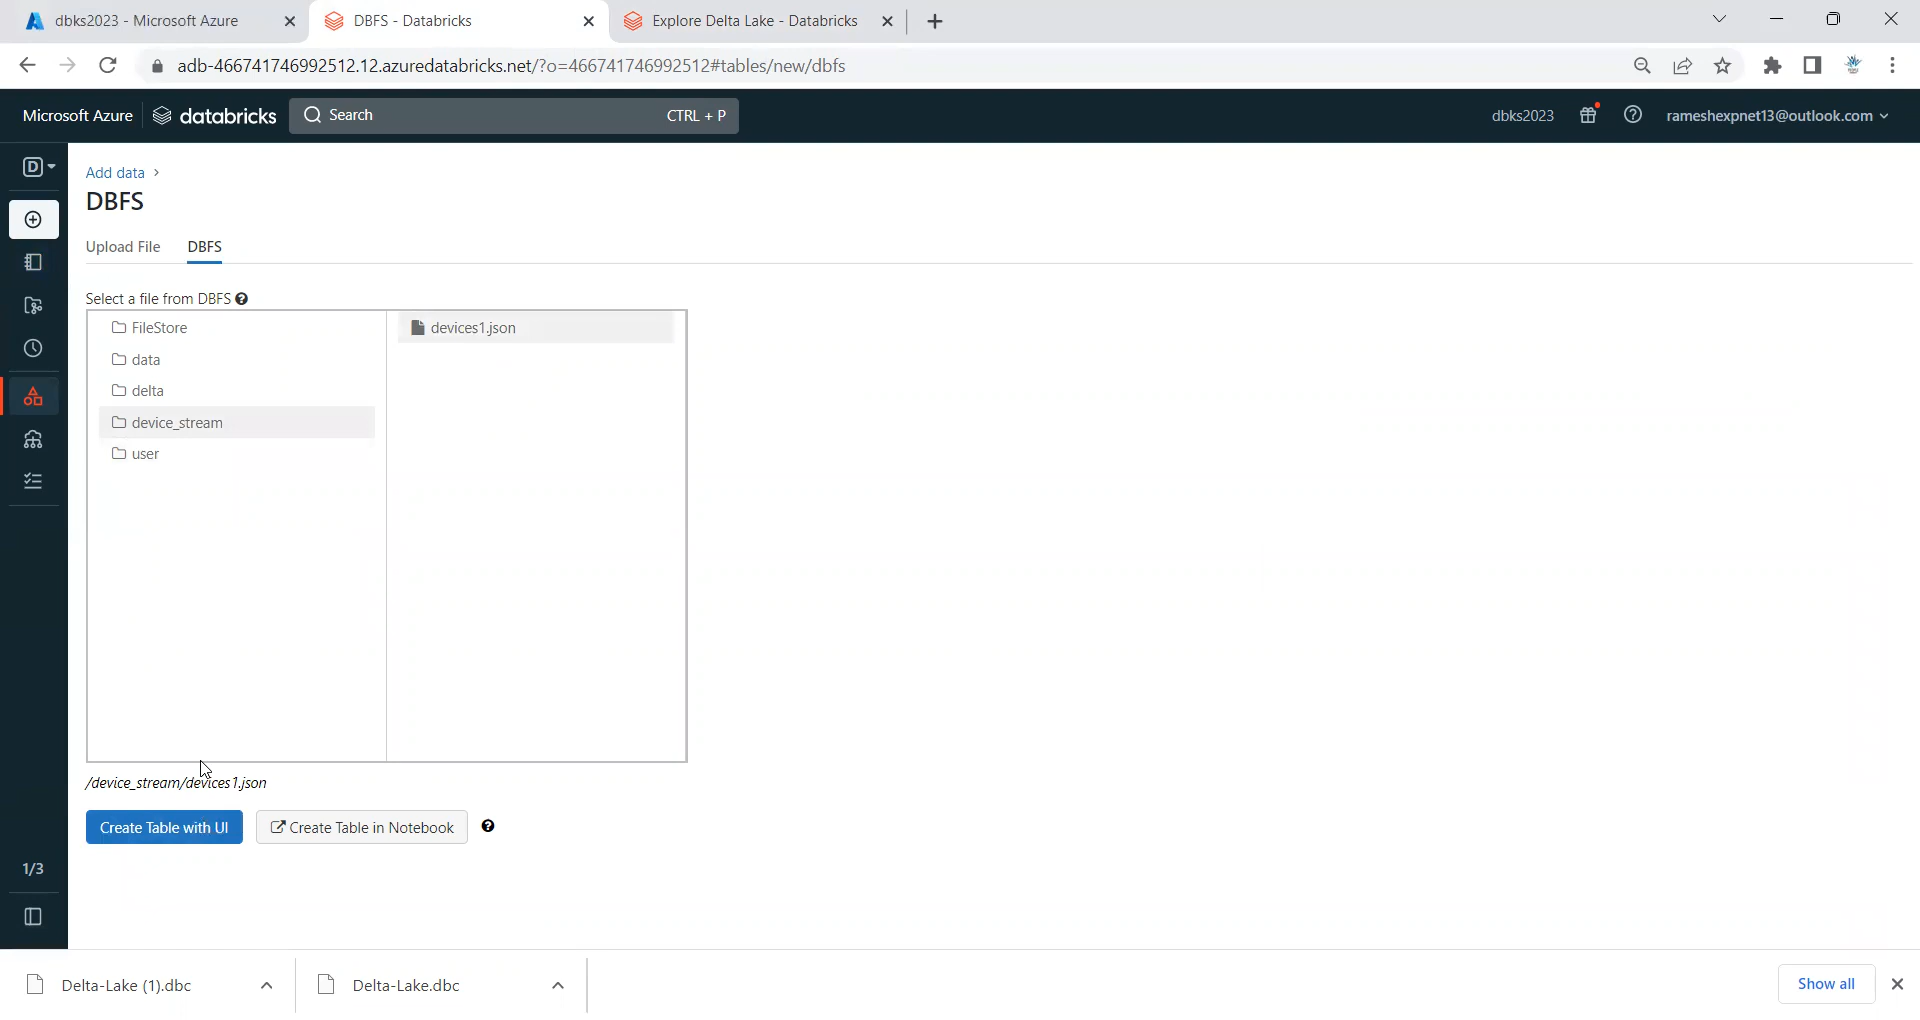 dbks2023 - Microsoft Azure
DBFS - Databricks
Explore Delta Lake - Databricks
adb-466741746992512.12.azuredatabricks.net/?o=466741746992512#tables/new/dbfs
Microsoft Azure
databricks
Search
CTRL + P
dbks2023
rameshexpnet13@outlook.com
D
Add data >
DBFS
Upload File
DBFS
Select a file from DBFS
FileStore
devices1.json
data
delta
device_stream
user
/device_stream/devices1.json
Create Table with UI
Create Table in Notebook
1/3
Delta-Lake (1).dbc
Delta-Lake.dbc
Show all